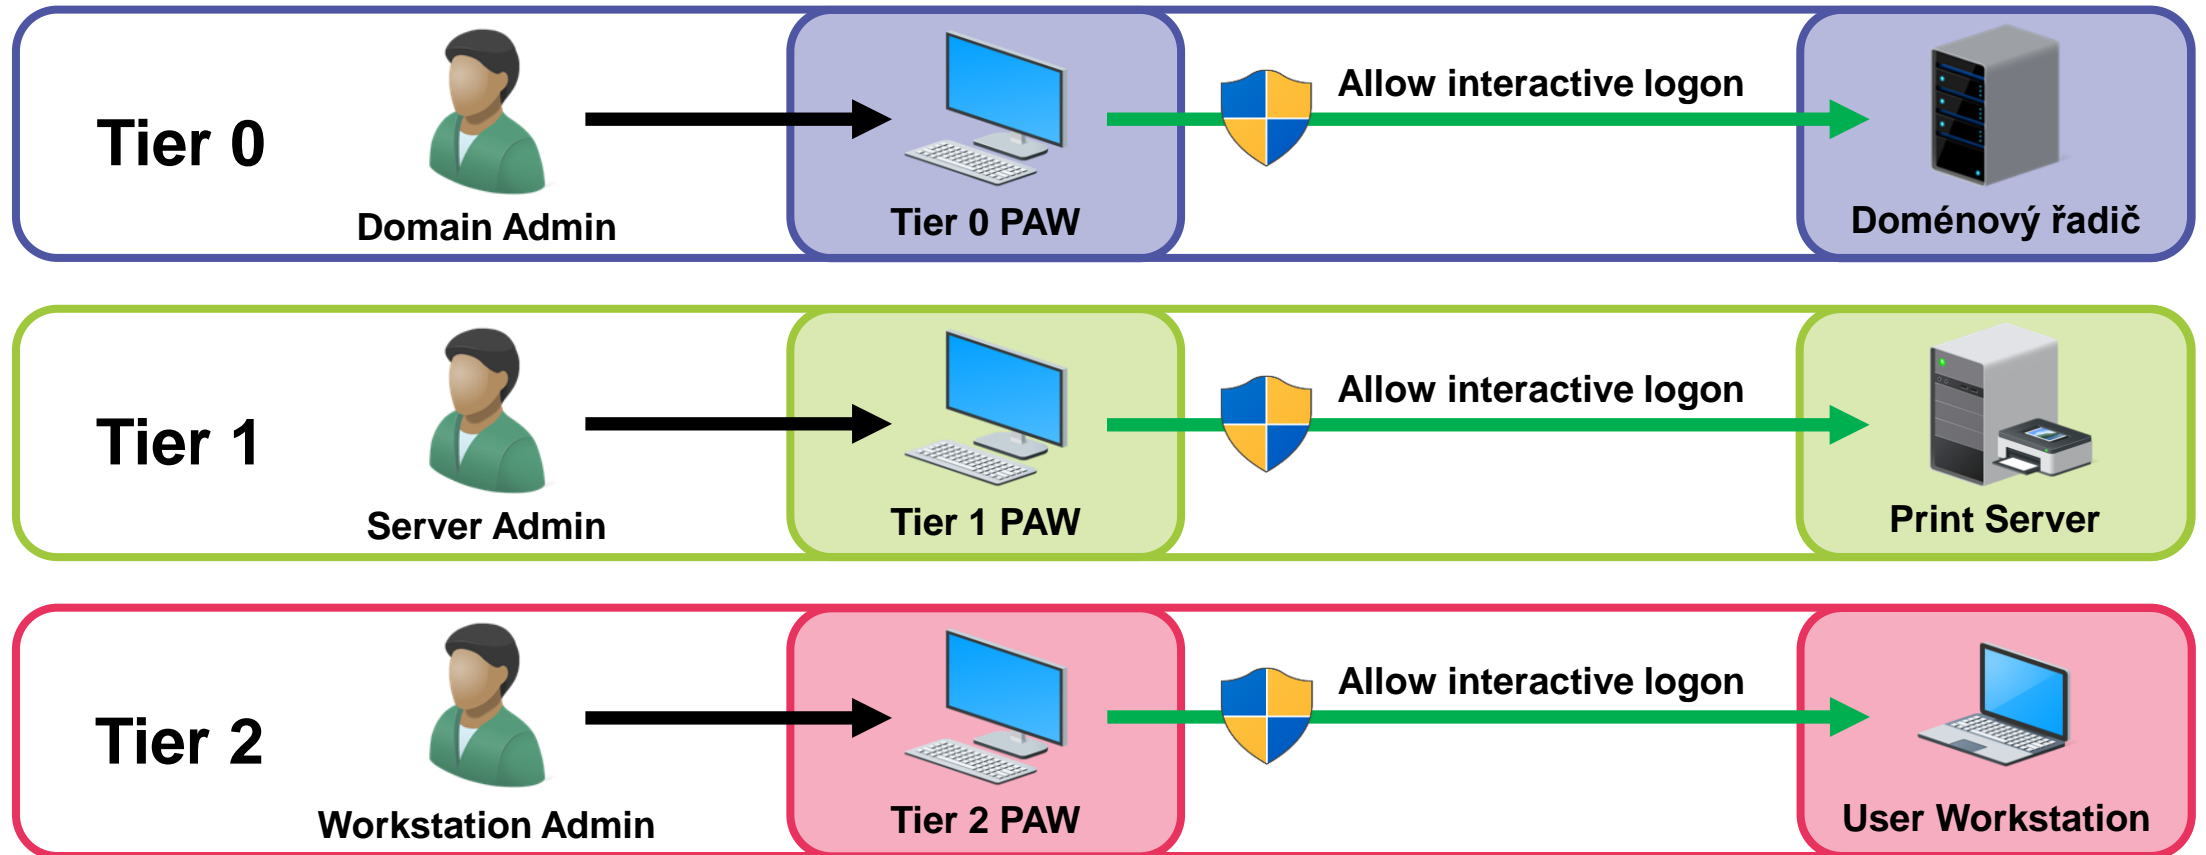 Tier 0
Domain Admin
Tier 0 PAW
Allow interactive logon
Doménový řadič
Tier 1
Server Admin
Tier 1 PAW
Allow interactive logon
Print Server
Tier 2
Workstation Admin
Tier 2 PAW
Allow interactive logon
User Workstation